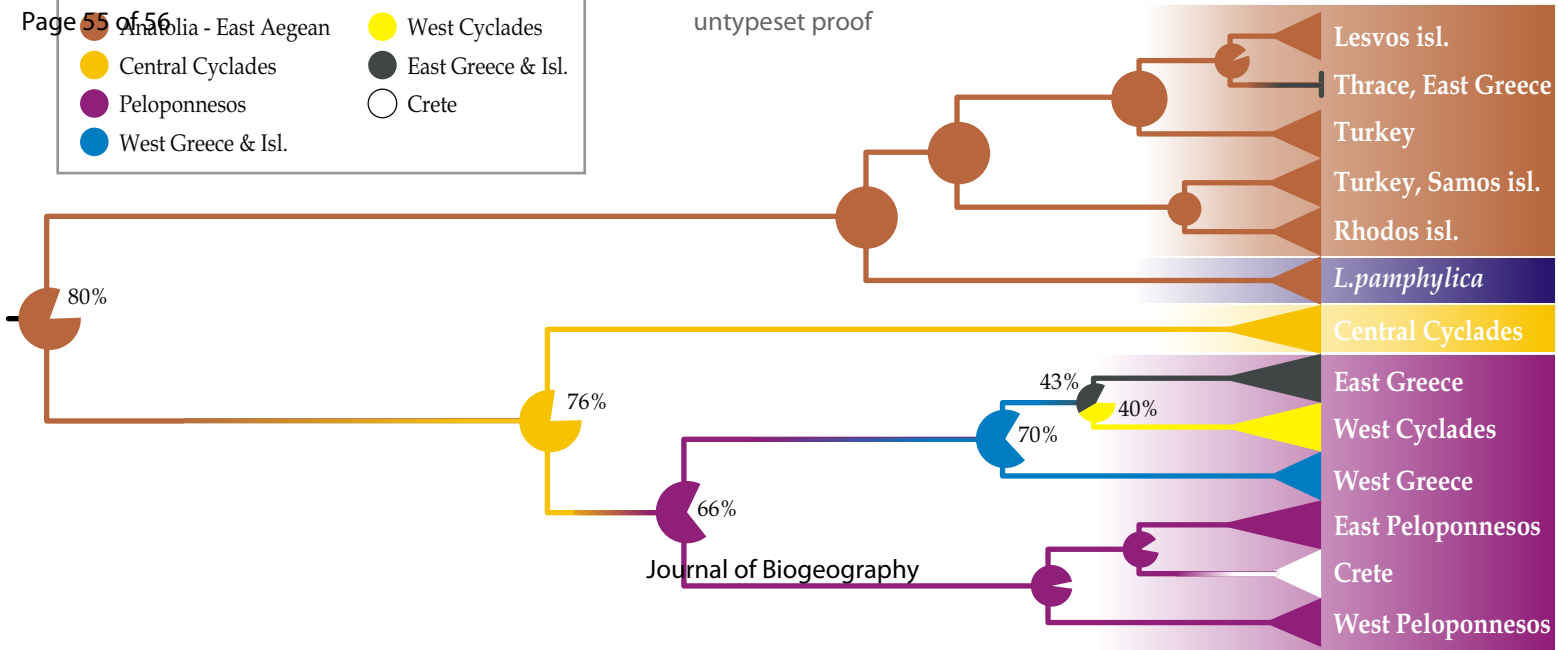 Page 55 of 56
untypeset proof
Anatolia - East Aegean
Central Cyclades
Peloponnesos
West Greece & Isl.
West Cyclades
East Greece & Isl.
Crete
Lesvos isl.
Thrace, East Greece
Turkey
Turkey, Samos isl.
Rhodos isl.
L.pamphylica
80%
Central Cyclades
76%
43%
East Greece
40%
West Cyclades
70%
West Greece
66%
East Peloponnesos
Journal of Biogeography
Crete
West Peloponnesos